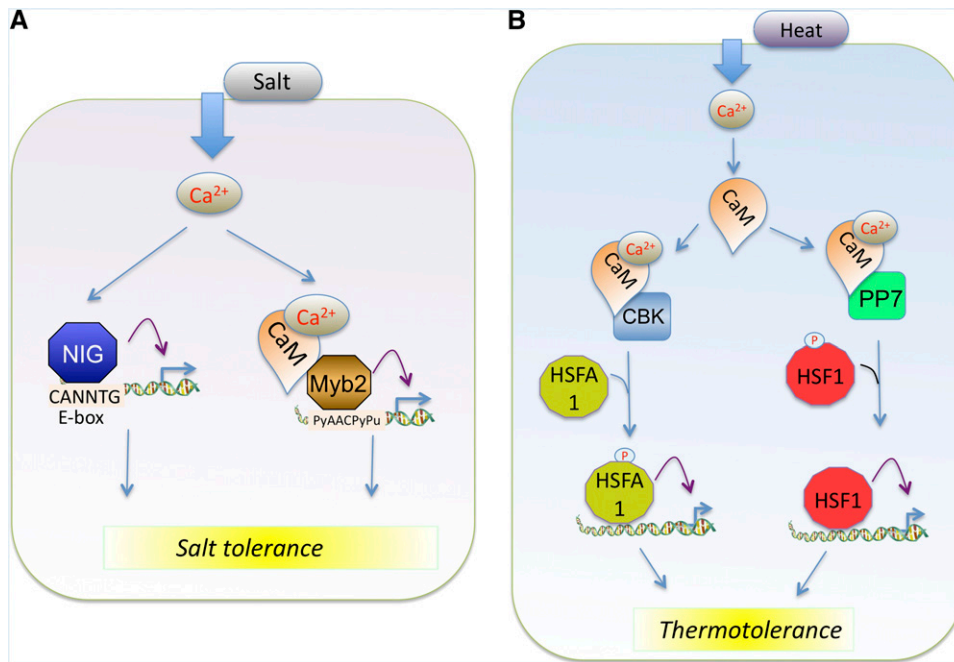 A
Salt
Ca²⁺
NIG
CANNTG
E-box
Ca²⁺
CaM
Myb2
PyAACPyPu
Salt tolerance
B
Heat
Ca²⁺
CaM
Ca²⁺
CaM
CBK
Ca²⁺
CaM
PP7
HSFA
1
P
HSF1
P
HSFA
1
HSF1
Thermotolerance